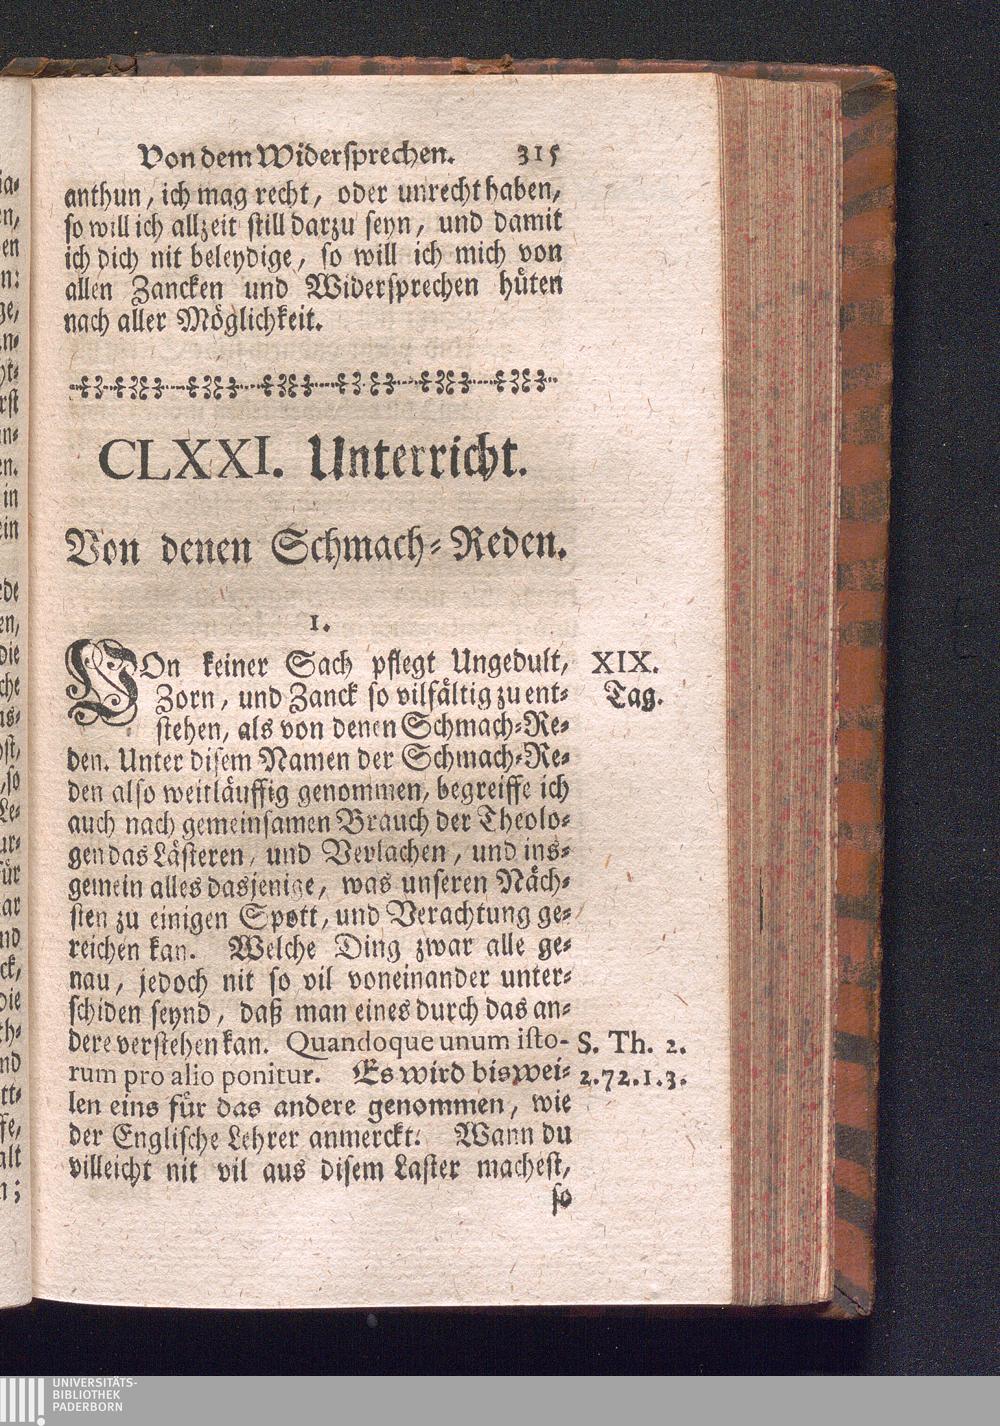 Von dem Widersprechen. 315
anthun, ich mag recht, oder unrecht haben,
so will ich allzeit still darzu seyn, und damit
ich dich nit beleydige, so will ich mich von
allen Zancken und Widersprechen hüten
nach aller Möglichkeit.
CLXXI. Unterricht.
Von denen Schmach-Reden.
1.
VOn keiner Sach pflegt Ungedult,
Zorn, und Zanck so vilfältig zu ent-
stehen, als von denen Schmach-Re-
den. Unter disem Namen der Schmach-Re-
den also weitläuffig genommen, begreiffe ich
auch nach gemeinsamen Brauch der Theolo-
gen das Lästeren, und Verlachen, und ins-
gemein alles dasjenige, was unseren Näch-
sten zu einigen Spott, und Verachtung ge-
reichen kan. Welche Ding zwar alle ge-
nau, jedoch nit so vil voneinander unter-
schiden seynd, daß man eines durch das an-
dere verstehen kan. Quandoque unum isto-
rum pro alio ponitur. Es wird biswei-
len eins für das andere genommen, wie
der Englische Lehrer anmerckt: Wann du
villeicht nit vil aus disem Laster machest,
so
XIX.
Tag.
S. Th. 2.
2.72.1.3.
UNIVERSITÄTS-
BIBLIOTHEK
PADERBORN